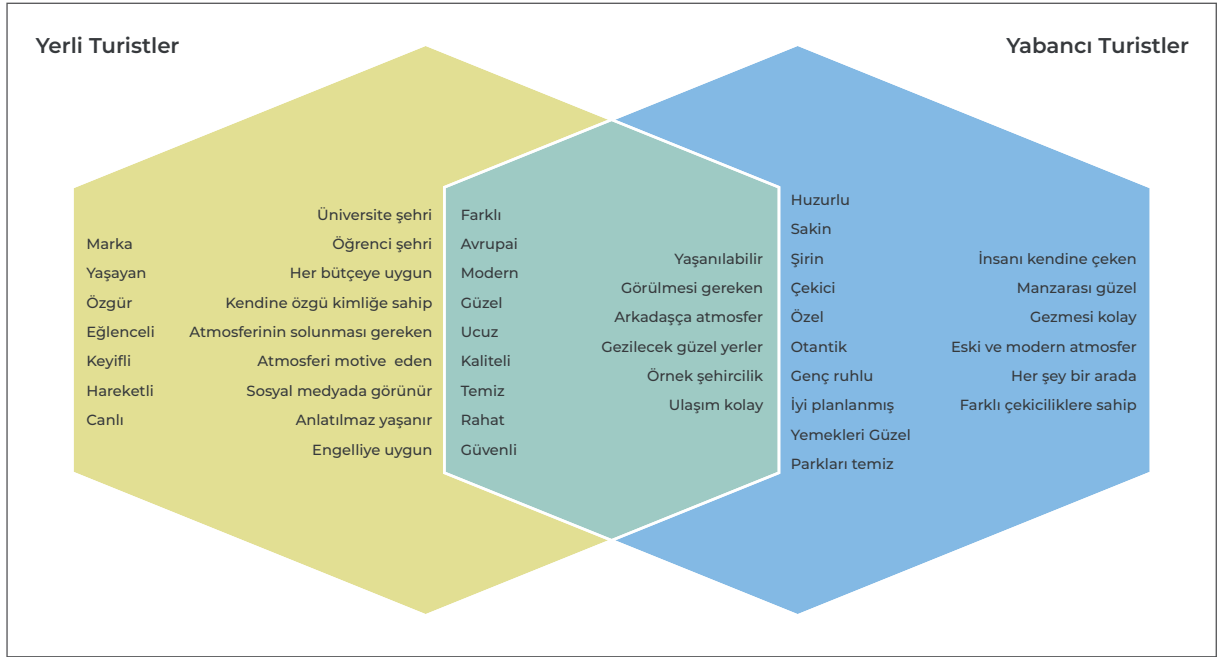 Yerli Turistler
Yabancı Turistler
Marka
Yaşayan
Özgür
Eğlenceli
Keyifli
Hareketli
Canlı
Üniversite şehri
Öğrenci şehri
Her bütçeye uygun
Kendine özgü kimliğe sahip
Atmosferinin solunması gereken
Atmosferi motive eden
Sosyal medyada görünür
Anlatılmaz yaşanır
Engelliye uygun
Farklı
Avrupai
Modern
Güzel
Ucuz
Kaliteli
Temiz
Rahat
Güvenli
Yaşanılabilir
Görülmesi gereken
Arkadaşça atmosfer
Gezilecek güzel yerler
Örnek şehircilik
Ulaşım kolay
Huzurlu
Sakin
Şirin
Çekici
Özel
Otantik
Genç ruhlu
İyi planlanmış
Yemekleri Güzel
Parkları temiz
İnsanı kendine çeken
Manzarası güzel
Gezmesi kolay
Eski ve modern atmosfer
Her şey bir arada
Farklı çekiciliklere sahip